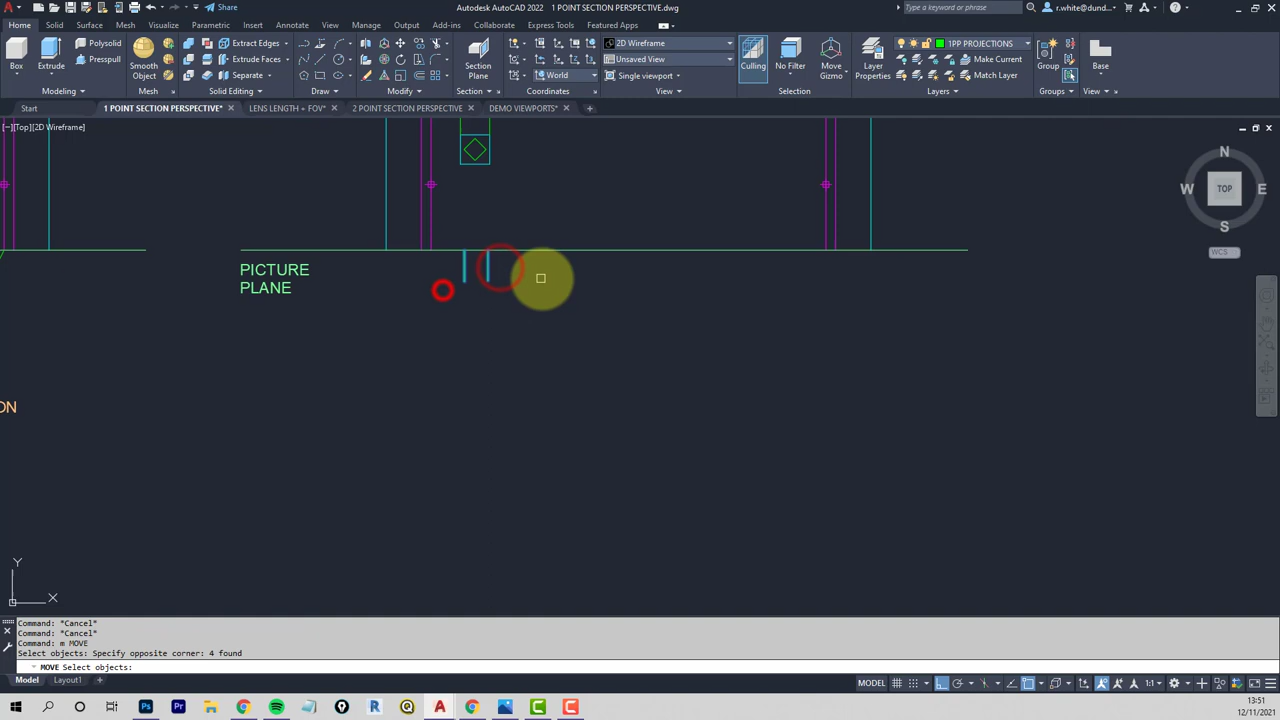 Autodesk AutoCAD 2022 1 POINT SECTION PERSPECTIVE.dwg
Share
Type a keyword or phrase
r.white@dund...
Home Solid Surface Mesh Parametric Insert Annotate View Manage Output Collaborate Express Tools Add-ins Featured Apps
Box
Extrude
Polysolid
Presspull
Smooth
Object
Extract Edges
Extrude Faces
Separate
Section
Plane
World
2D Wireframe
Unsaved View
Single viewport
Culling
No Filter
Move
Gizmo
Layer
Properties
1PP PROJECTIONS
Make Current
Match Layer
Group
Base
Modeling Mesh Solid Editing Draw Modify Section Coordinates View Selection Layers Groups View
Start 1 POINT SECTION PERSPECTIVE* LENS LENGTH + FOV* 2 POINT PERSPECTIVE DEMO VIEWPORTS*
[−][Top][2D Wireframe]
N
W TOP E
S
WCS
PICTURE
PLANE
ON
Y
X
Command: *Cancel*
Command: *Cancel*
Command: m MOVE
Select objects: Specify opposite corner: 4 found
MOVE Select objects:
Model Layout1
MODEL
1:1
13:51
12/11/2021